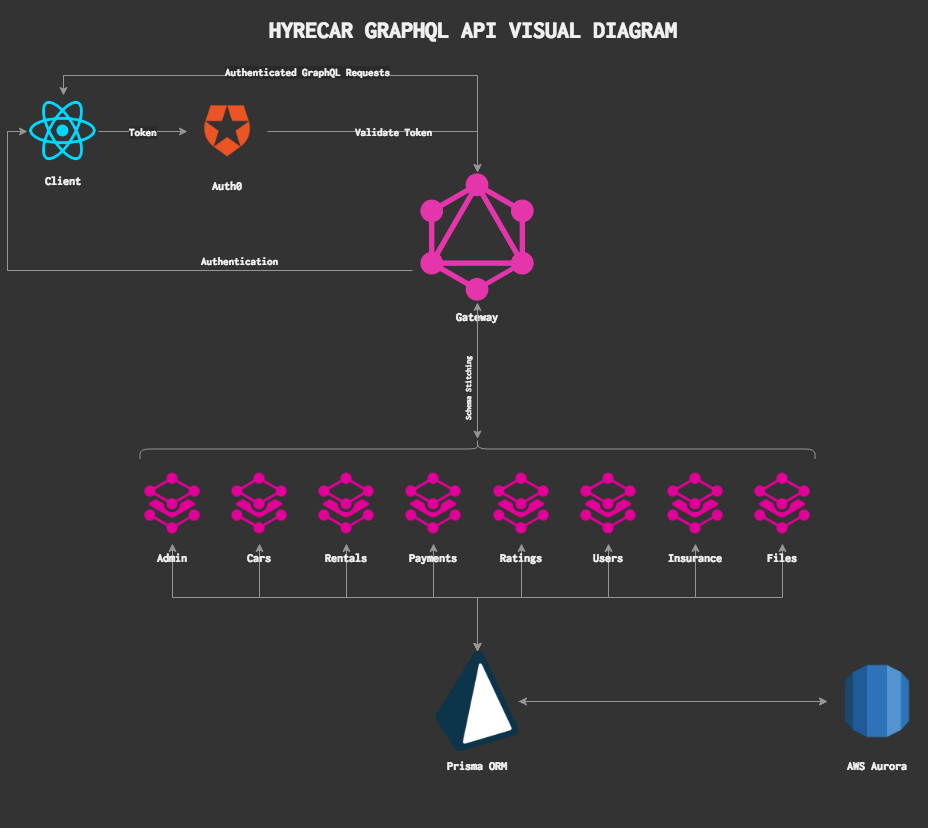 HYRECAR GRAPHQL API VISUAL DIAGRAM
Authenticated GraphQL Requests
Token
Validate Token
Client
Auth0
Authentication
Gateway
Schema Stitching
Admin
Cars
Rentals
Payments
Ratings
Users
Insurance
Files
Prisma ORM
AWS Aurora